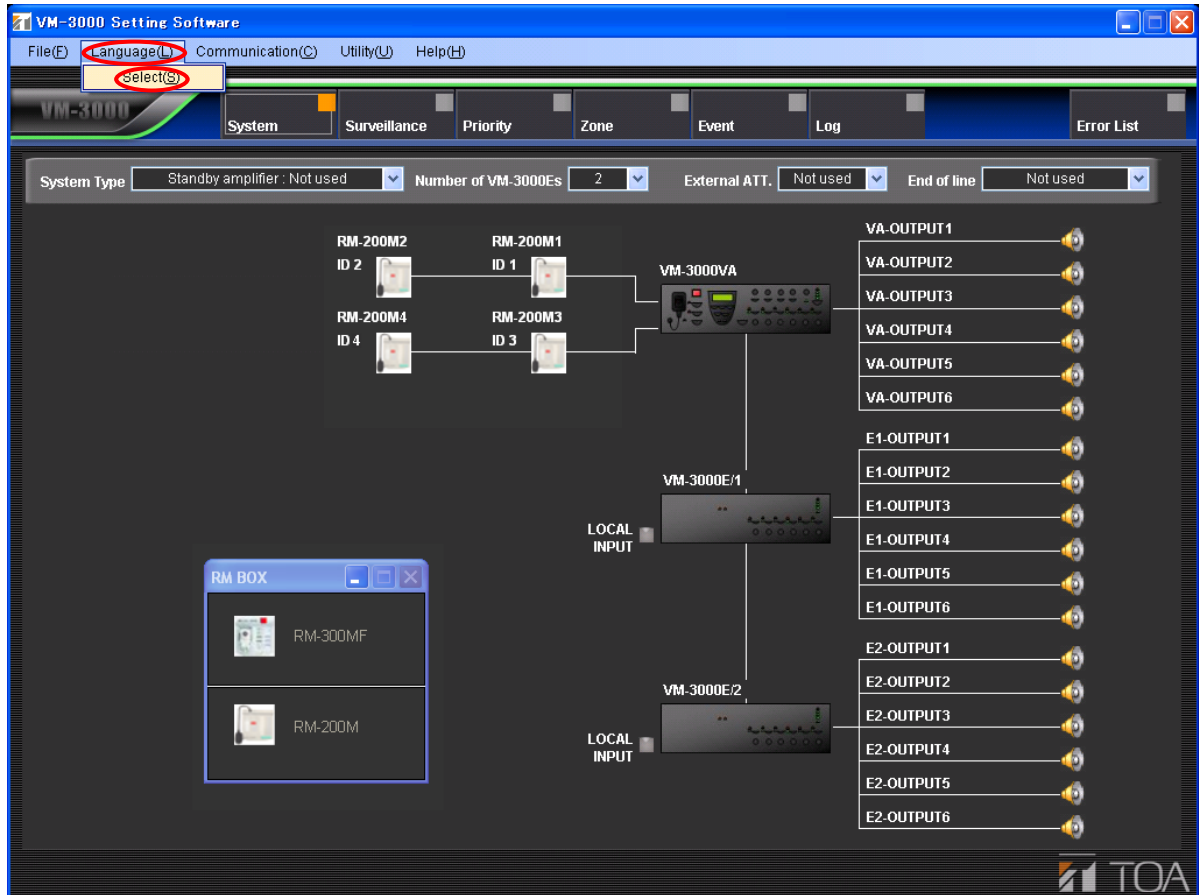 VM-3000 Setting Software
File(F) Language(L) Communication(C) Utility(U) Help(H)
Select(S)
VM-3000 System Surveillance Priority Zone Event Log Error List
System Type Standby amplifier : Not used Number of VM-3000Es 2 External ATT. Not used End of line Not used
RM-200M2 RM-200M1
ID 2 ID 1
RM-200M4 RM-200M3
ID 4 ID 3
VM-3000VA
VA-OUTPUT1
VA-OUTPUT2
VA-OUTPUT3
VA-OUTPUT4
VA-OUTPUT5
VA-OUTPUT6
VM-3000E/1
LOCAL
INPUT
E1-OUTPUT1
E1-OUTPUT2
E1-OUTPUT3
E1-OUTPUT4
E1-OUTPUT5
E1-OUTPUT6
RM BOX
RM-300MF
RM-200M
VM-3000E/2
LOCAL
INPUT
E2-OUTPUT1
E2-OUTPUT2
E2-OUTPUT3
E2-OUTPUT4
E2-OUTPUT5
E2-OUTPUT6
TOA